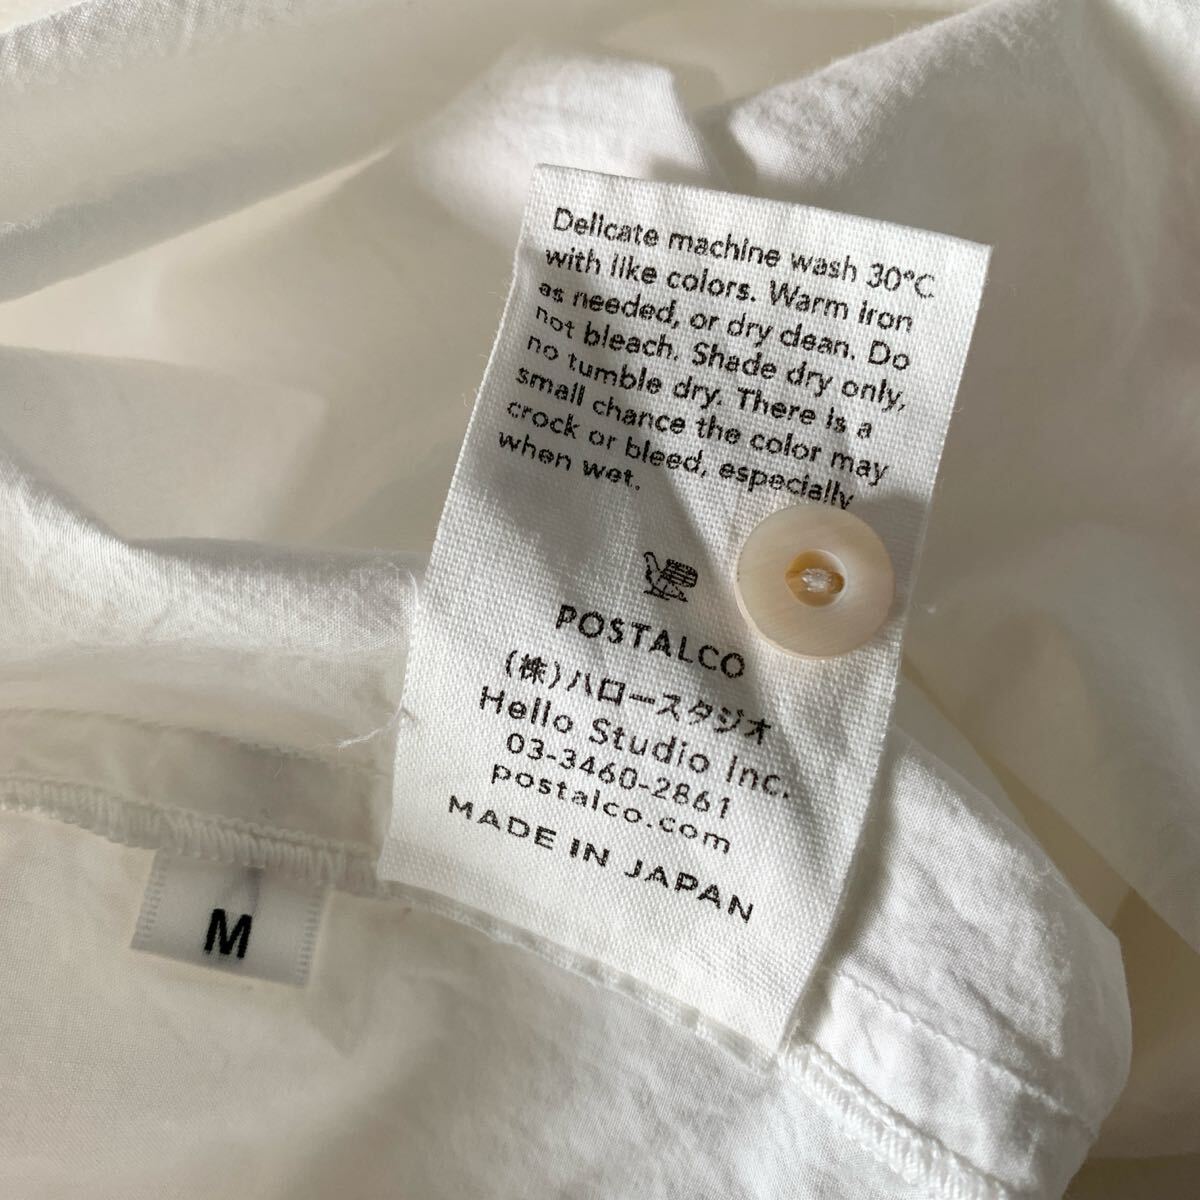 Delicate machine wash 30°C
with like colors. Warm iron
as needed, or dry clean. Do
not bleach. Shade dry only,
no tumble dry. There is a
small chance the color may
crock or bleed, especially
when wet.
POSTALCO
(株)ハロースタジオ
Hello Studio Inc.
03-3460-2861
postalco.com
MADE IN JAPAN
M